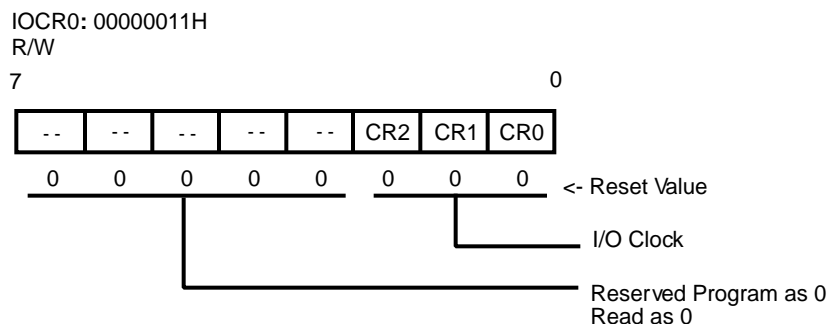 IOCR0: 00000011H
R/W
7 0
-- -- -- -- -- CR2 CR1 CR0
0 0 0 0 0 0 0 0 <- Reset Value
I/O Clock
Reserved Program as 0
Read as 0